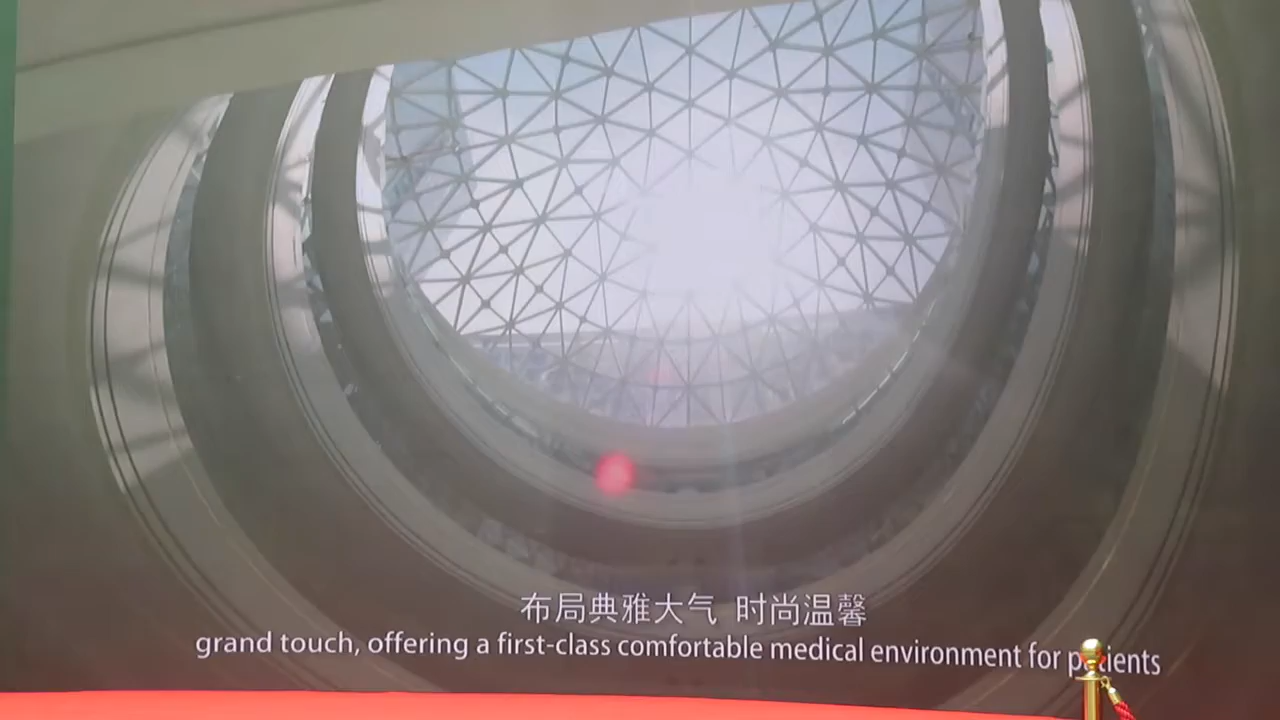 布局典雅大气 时尚温馨
grand touch, offering a first-class comfortable medical environment for patients